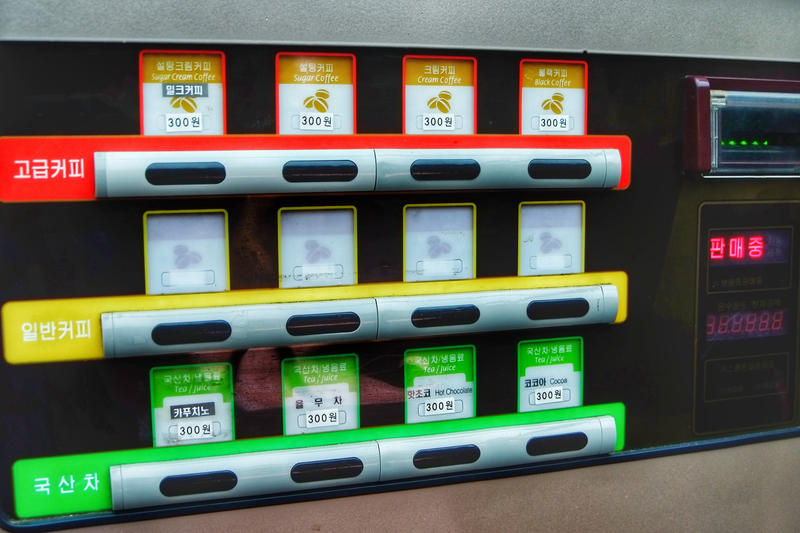 설탕크림커피
Sugar Cream Coffee
밀크커피
300원
설탕커피
Sugar Coffee
300원
크림커피
Cream Coffee
300원
블랙커피
Black Coffee
300원
고급커피
일반커피
판매중
국산차/냉음료
Tea/Juice
카푸치노
300원
국산차/냉음료
Tea/Juice
율무차
300원
국산차/냉음료
Tea/Juice
핫초코 Hot Chocolate
300원
국산차/냉음료
Tea/Juice
코코아 Cocoa
300원
국산차